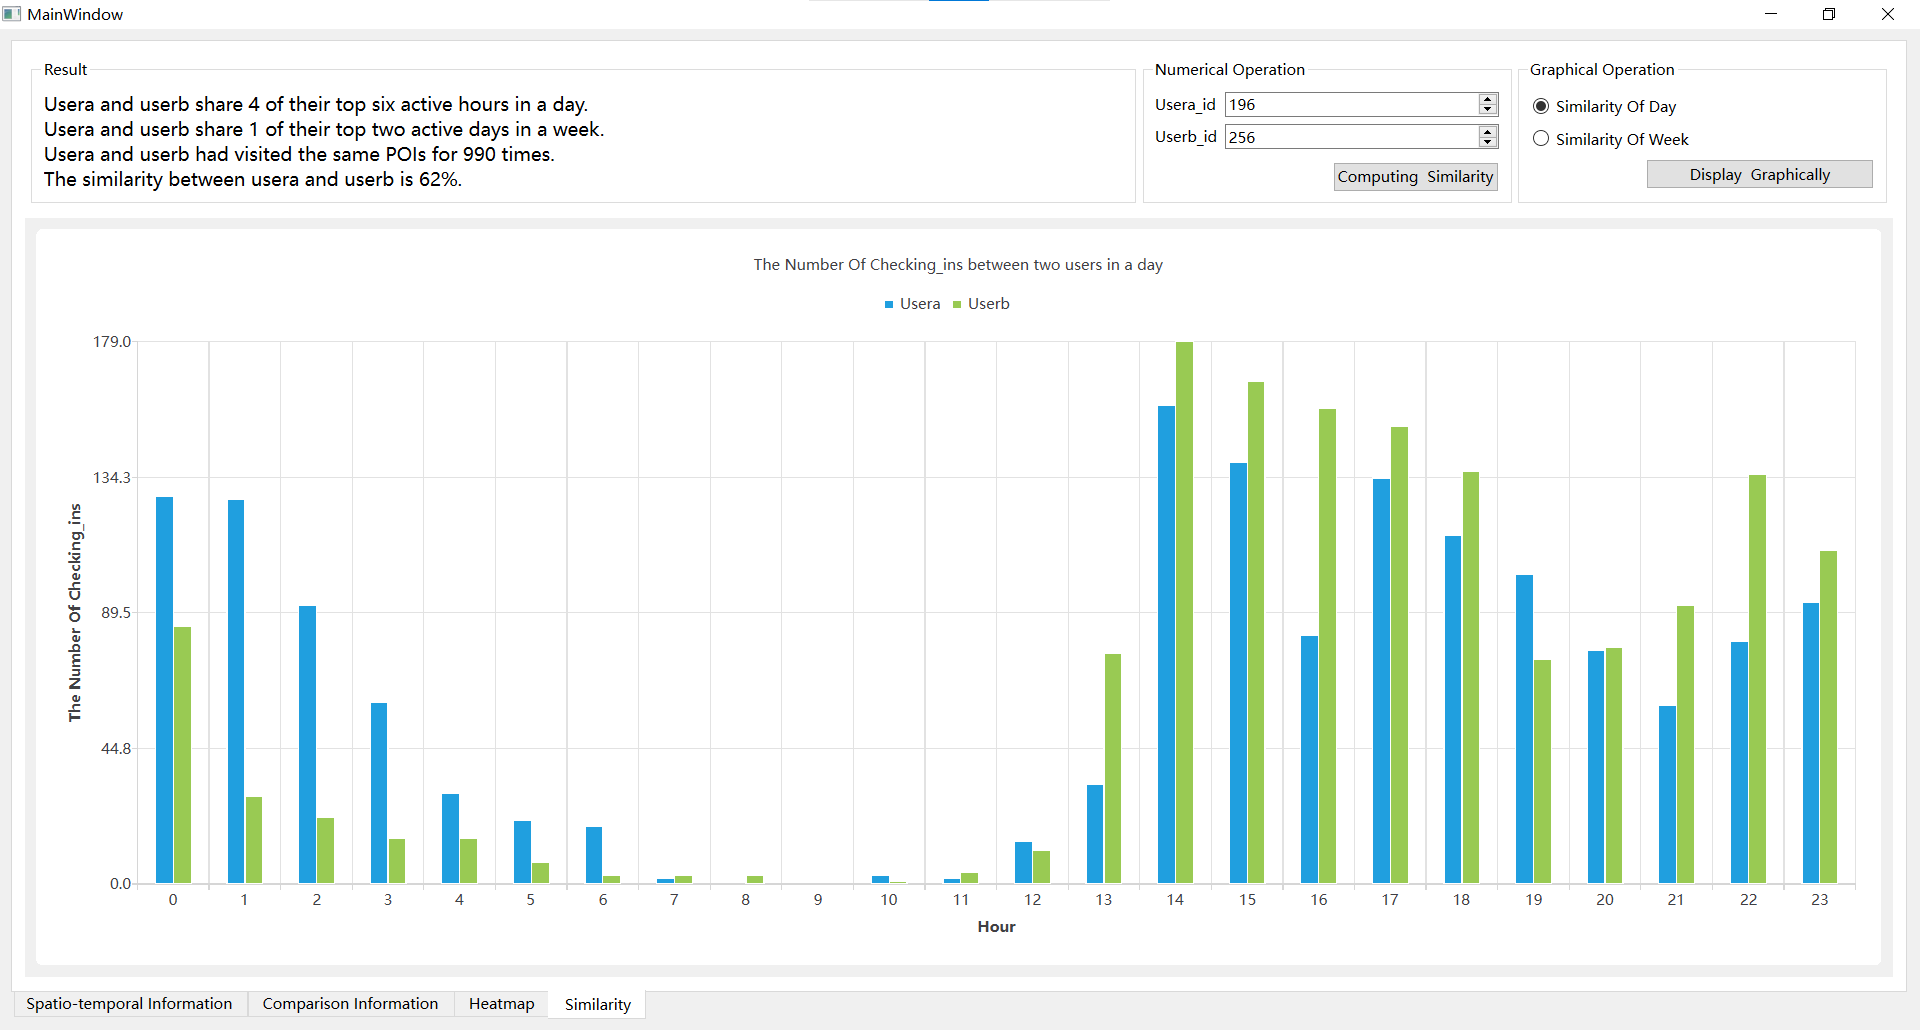 MainWindow
Result
Usera and userb share 4 of their top six active hours in a day.
Usera and userb share 1 of their top two active days in a week.
Usera and userb had visited the same POIs for 990 times.
The similarity between usera and userb is 62%.
Numerical Operation
Usera_id 196
Userb_id 256
Computing Similarity
Graphical Operation
Similarity Of Day
Similarity Of Week
Display Graphically
The Number Of Checking_ins between two users in a day
Usera Userb
179.0
134.3
89.5
44.8
0.0
The Number Of Checking_ins
0 1 2 3 4 5 6 7 8 9 10 11 12 13 14 15 16 17 18 19 20 21 22 23
Hour
Spatio-temporal Information Comparison Information Heatmap Similarity